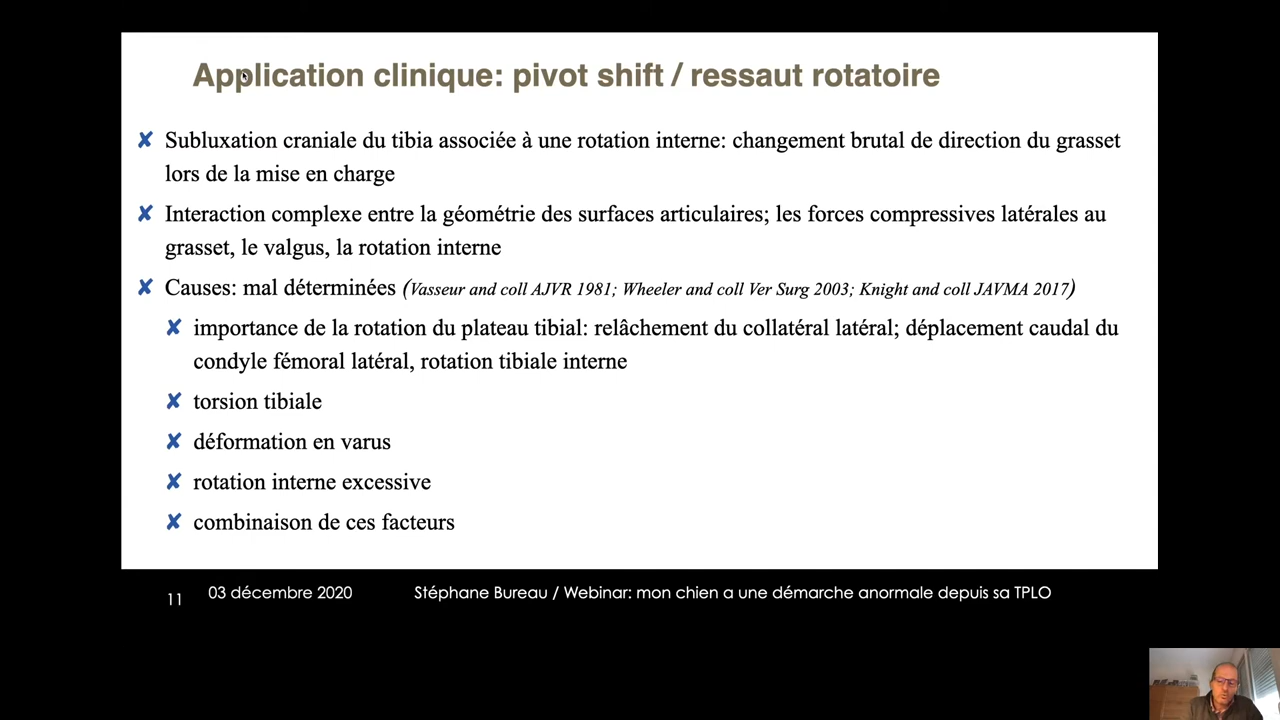 Application clinique: pivot shift / ressaut rotatoire
✘ Subluxation craniale du tibia associée à une rotation interne: changement brutal de direction du grasset
lors de la mise en charge
✘ Interaction complexe entre la géométrie des surfaces articulaires; les forces compressives latérales au
grasset, le valgus, la rotation interne
✘ Causes: mal déterminées (Vasseur and coll AJVR 1981; Wheeler and coll Ver Surg 2003; Knight and coll JAVMA 2017)
✘ importance de la rotation du plateau tibial: relâchement du collatéral latéral; déplacement caudal du
condyle fémoral latéral, rotation tibiale interne
✘ torsion tibiale
✘ déformation en varus
✘ rotation interne excessive
✘ combinaison de ces facteurs
11 03 décembre 2020 Stéphane Bureau / Webinar: mon chien a une démarche anormale depuis sa TPLO